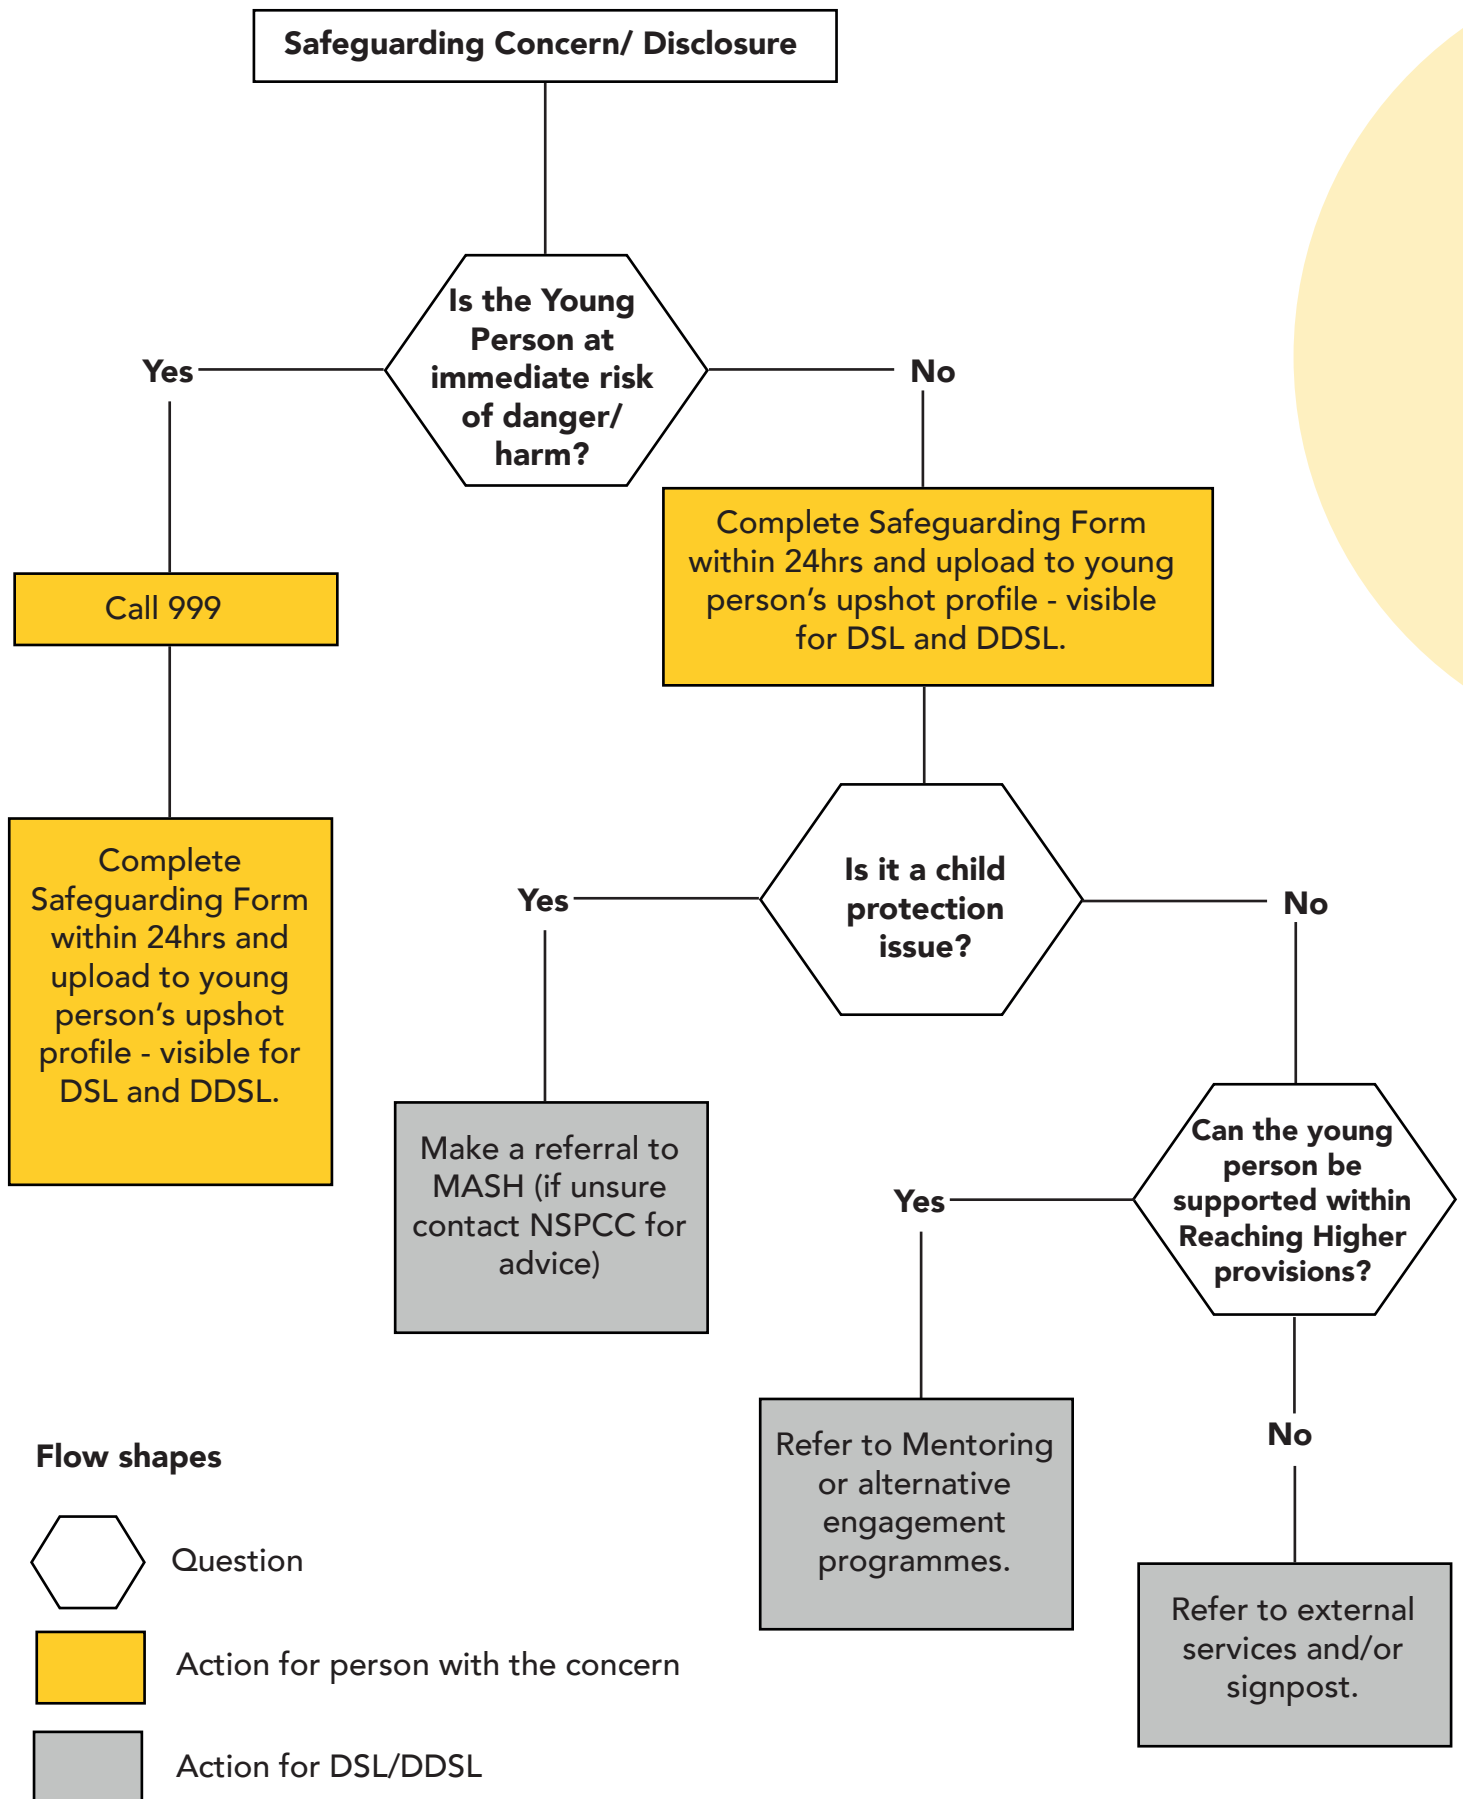 Safeguarding Concern/ Disclosure
Is the Young
Person at
immediate risk
of danger/
harm?
Yes
No
Call 999
Complete Safeguarding Form
within 24hrs and upload to young
person’s upshot profile - visible
for DSL and DDSL.
Complete
Safeguarding Form
within 24hrs and
upload to young
person’s upshot
profile - visible for
DSL and DDSL.
Is it a child
protection
issue?
Yes
No
Make a referral to
MASH (if unsure
contact NSPCC for
advice)
Can the young
person be
supported within
Reaching Higher
provisions?
Yes
No
Refer to Mentoring
or alternative
engagement
programmes.
Refer to external
services and/or
signpost.
Flow shapes
Question
Action for person with the concern
Action for DSL/DDSL